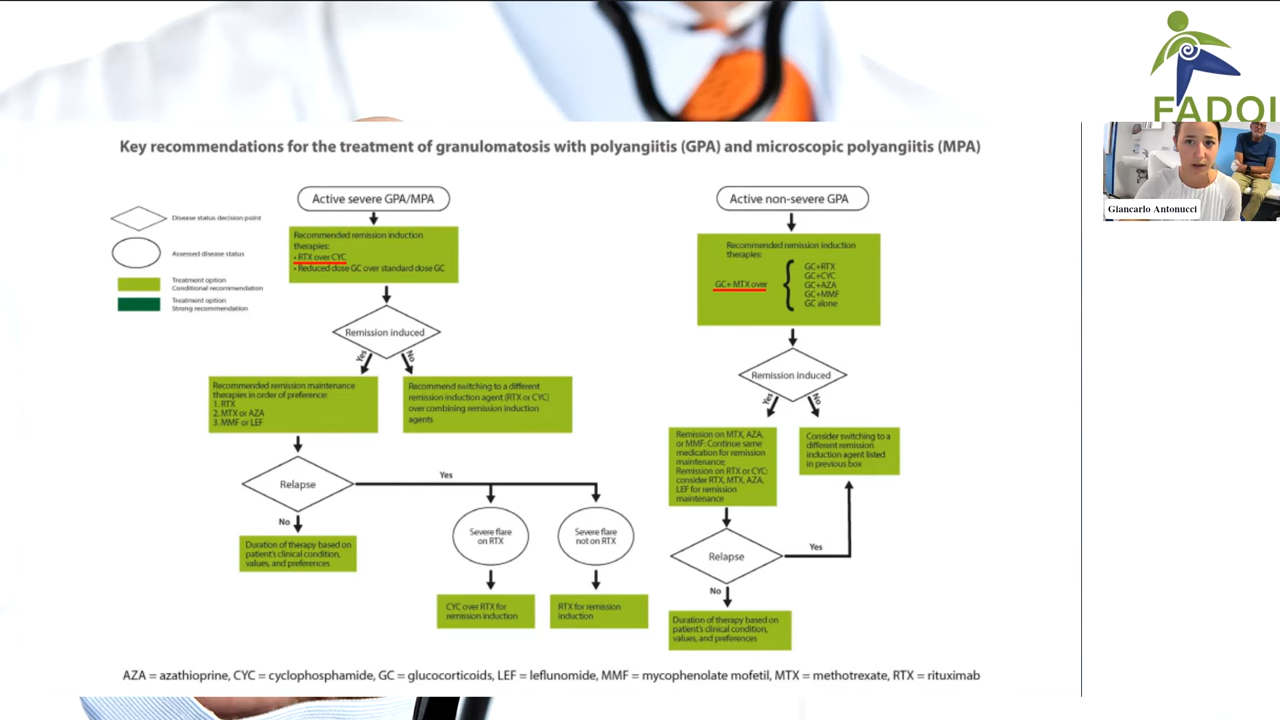 FADOI
Giancarlo Antonucci
Key recommendations for the treatment of granulomatosis with polyangiitis (GPA) and microscopic polyangiitis (MPA)
Disease status decision point
Assessed disease status
Treatment option
Conditional recommendation
Treatment option
Strong recommendation
Active severe GPA/MPA
Recommended remission induction
therapies:
• RTX over CYC
• Reduced dose GC over standard dose GC
Remission induced
Yes
No
Recommended remission maintenance
therapies in order of preference:
1. RTX
2. MTX or AZA
3. MMF or LEF
Recommend switching to a different
remission induction agent (RTX or CYC)
over combining remission induction
agents
Relapse
Yes
No
Duration of therapy based on
patient's clinical condition,
values, and preferences
Severe flare
on RTX
Severe flare
not on RTX
CYC over RTX for
remission induction
RTX for remission
induction
Active non-severe GPA
Recommended remission induction
therapies:
GC+ MTX over
GC+RTX
GC+CYC
GC+AZA
GC+MMF
GC alone
Remission induced
Yes
No
Remission on MTX, AZA,
or MMF: Continue same
medication for remission
maintenance;
Remission on RTX or CYC:
consider RTX, MTX, AZA,
LEF for remission
maintenance
Consider switching to a
different remission
induction agent listed
in previous box
Relapse
Yes
No
Duration of therapy based on
patient's clinical condition,
values, and preferences
AZA = azathioprine, CYC = cyclophosphamide, GC = glucocorticoids, LEF = leflunomide, MMF = mycophenolate mofetil, MTX = methotrexate, RTX = rituximab